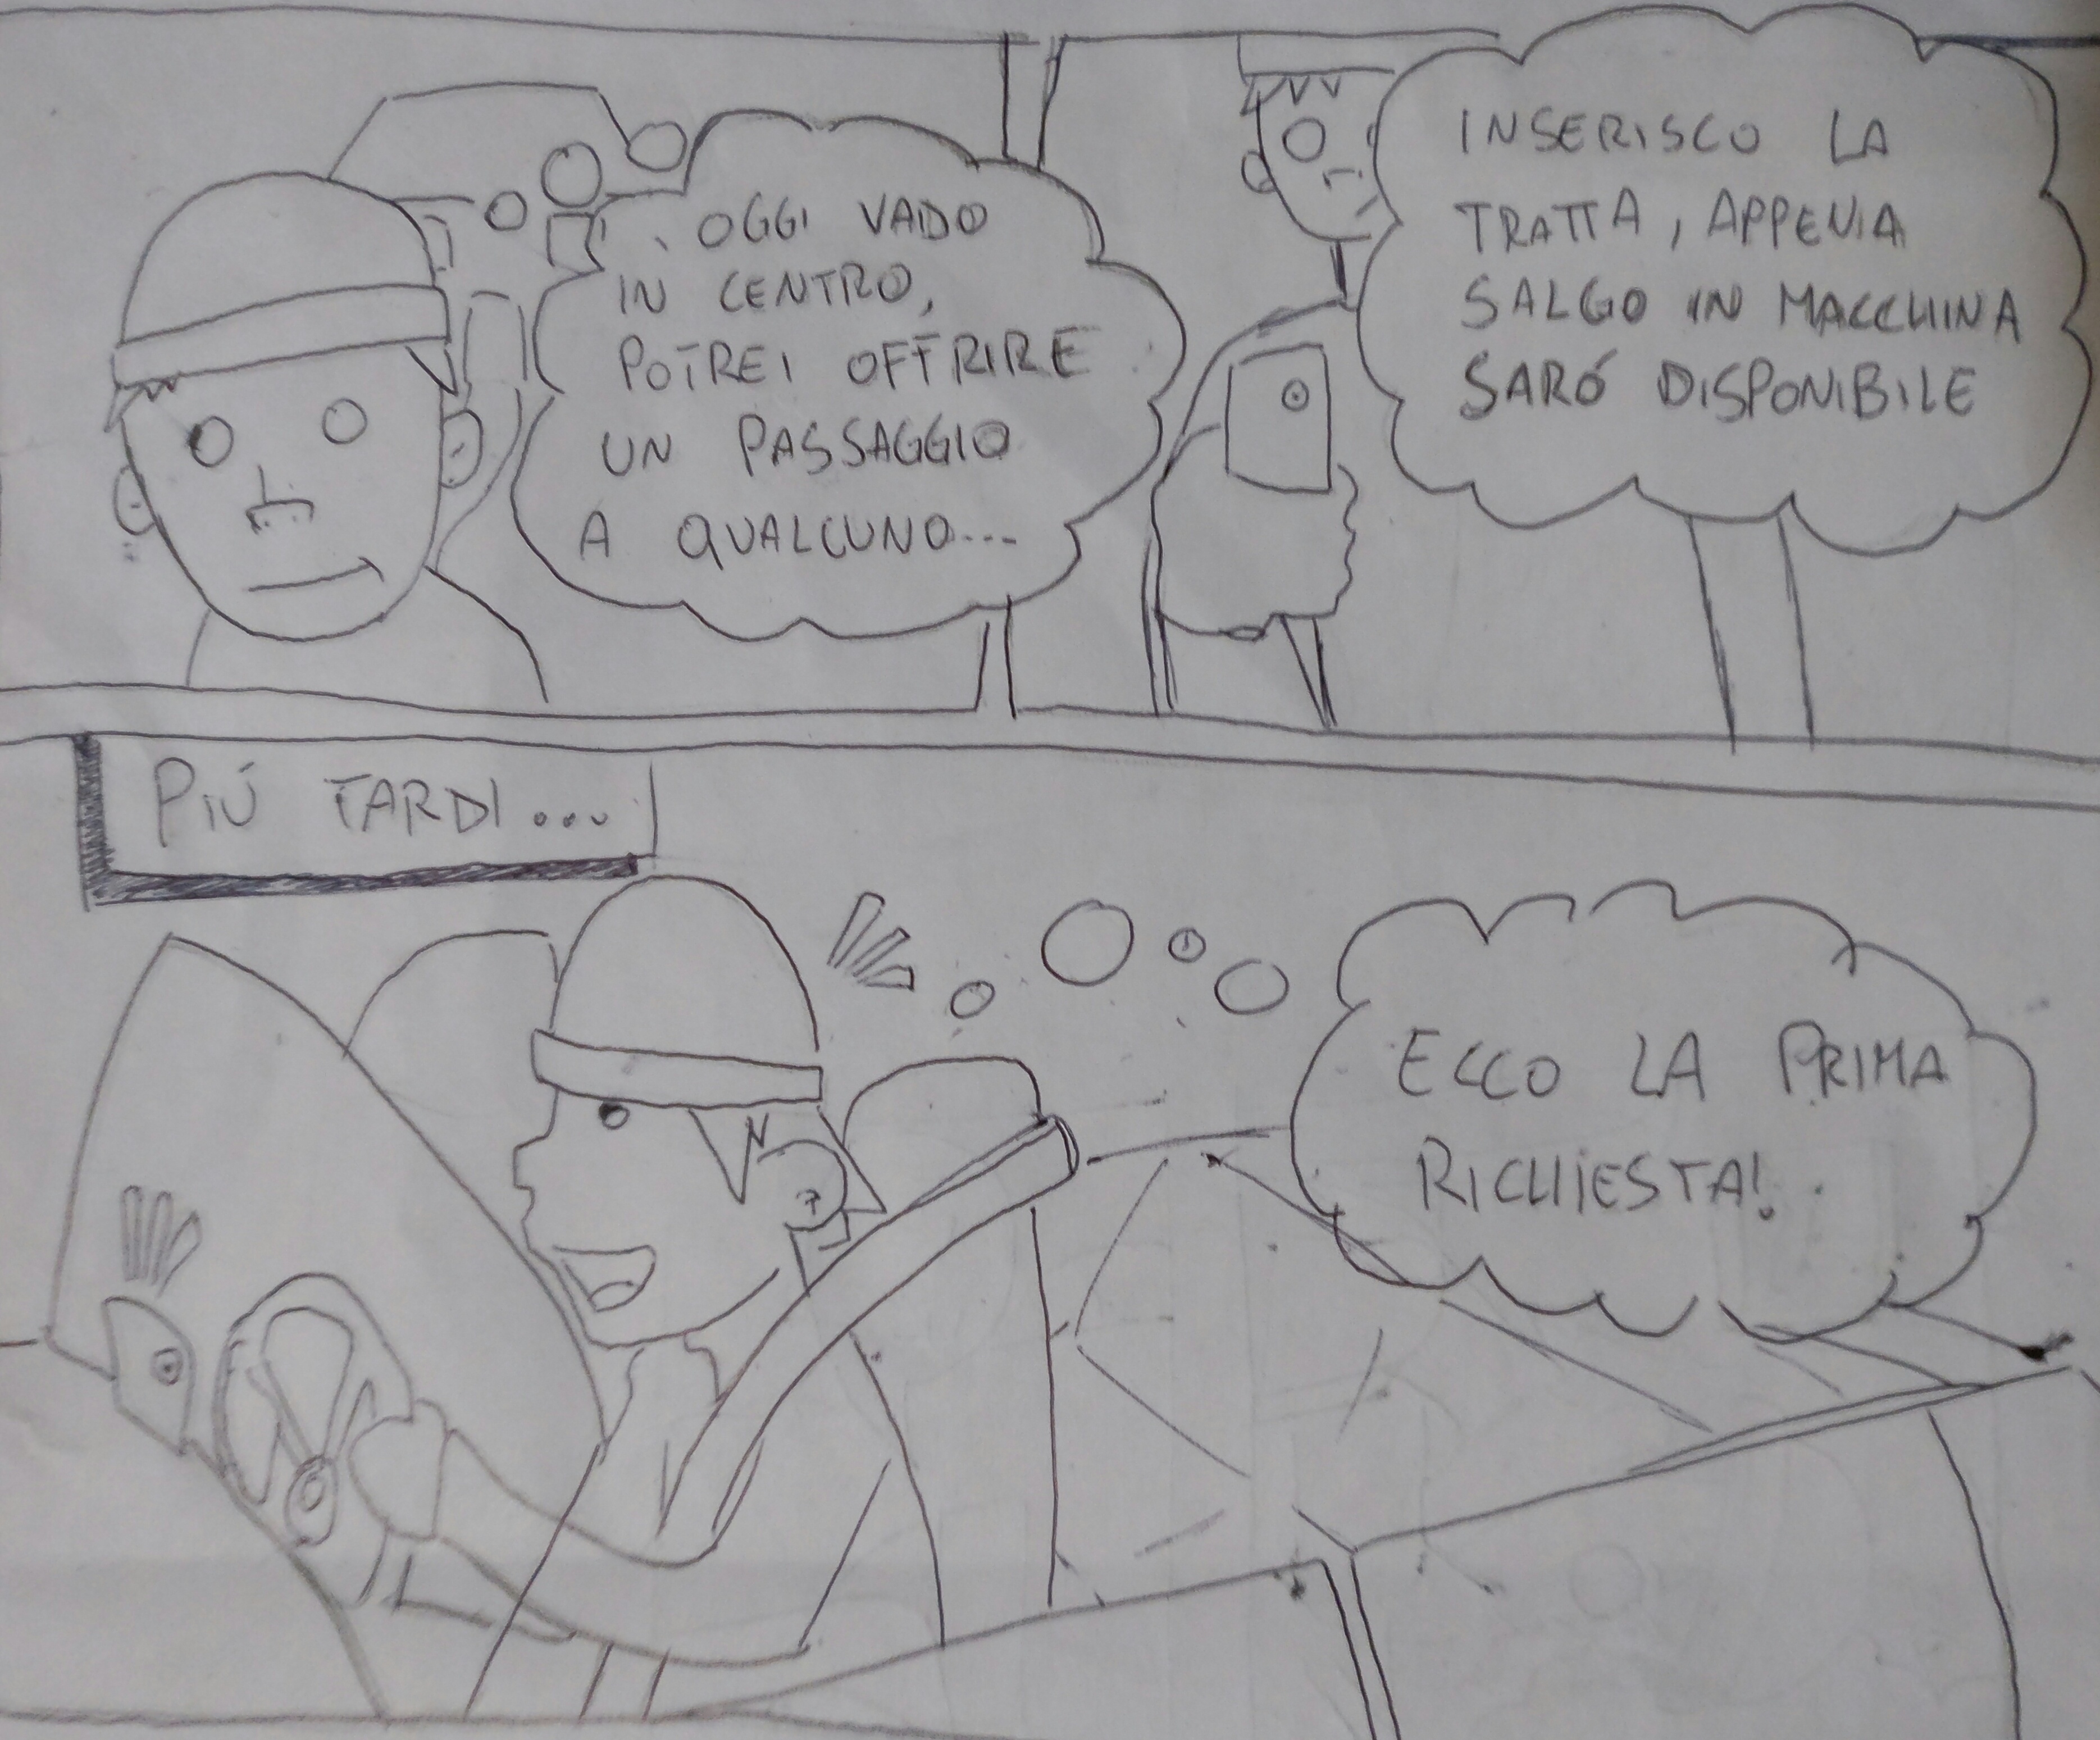 OGGI VADO
IN CENTRO,
POTREI OFFRIRE
UN PASSAGGIO
A QUALCUNO...
INSERISCO LA
TRATTA, APPENA
SALGO IN MACCHINA
SARÓ DISPONIBILE
PIÚ TARDI...
ECCO LA PRIMA
RICHIESTA!